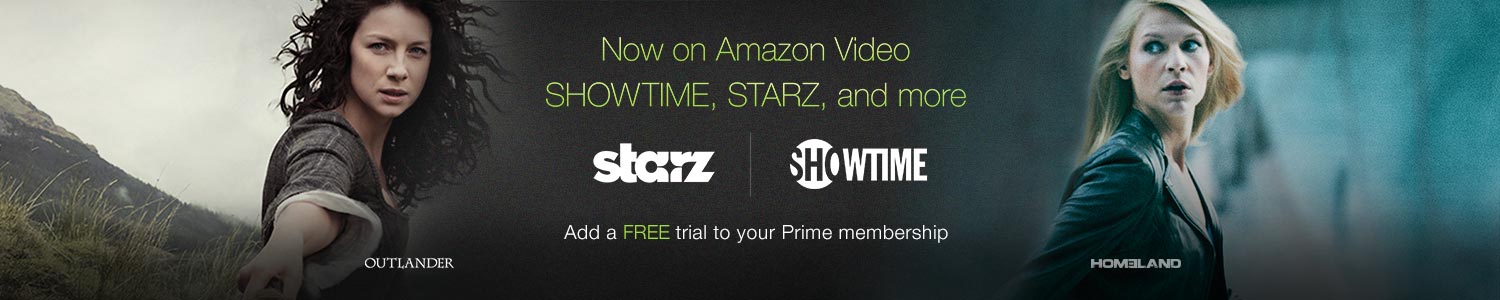 Now on Amazon Video
SHOWTIME, STARZ, and more
starz
SHOWTIME
Add a FREE trial to your Prime membership
OUTLANDER
HOMELAND